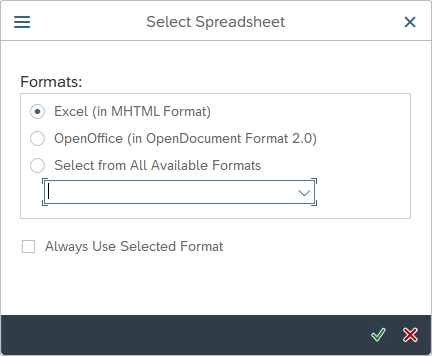 Select Spreadsheet
Formats:
Excel (in MHTML Format)
OpenOffice (in OpenDocument Format 2.0)
Select from All Available Formats
Always Use Selected Format